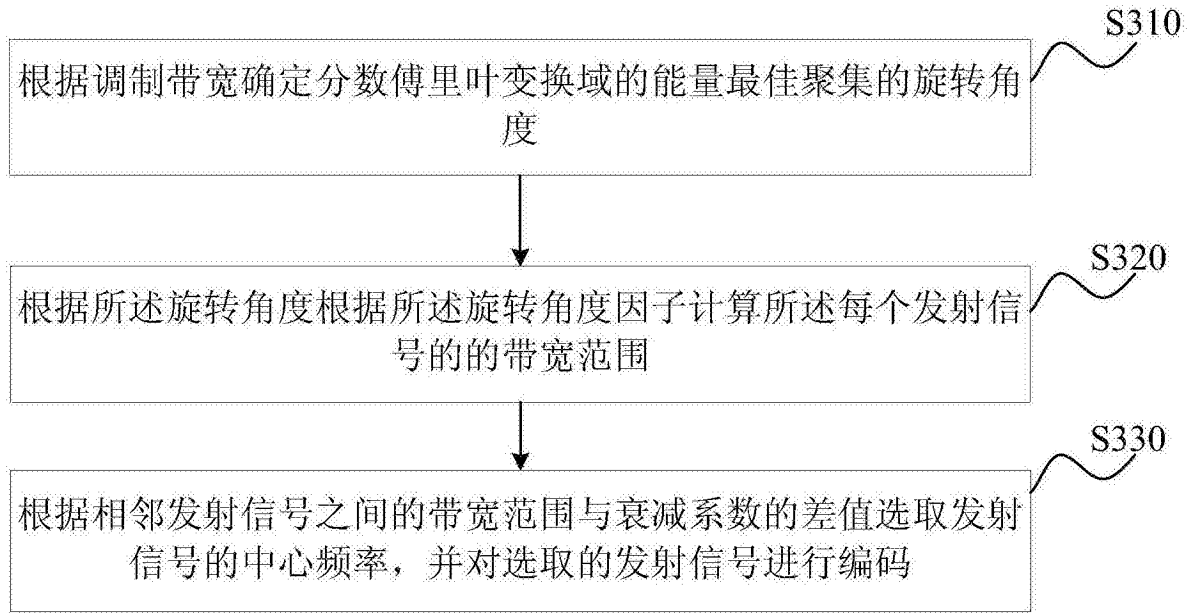 S310
根据调制带宽确定分数傅里叶变换域的能量最佳聚集的旋转角
度
S320
根据所述旋转角度根据所述旋转角度因子计算所述每个发射信
号的的带宽范围
S330
根据相邻发射信号之间的带宽范围与衰减系数的差值选取发射
信号的中心频率，并对选取的发射信号进行编码